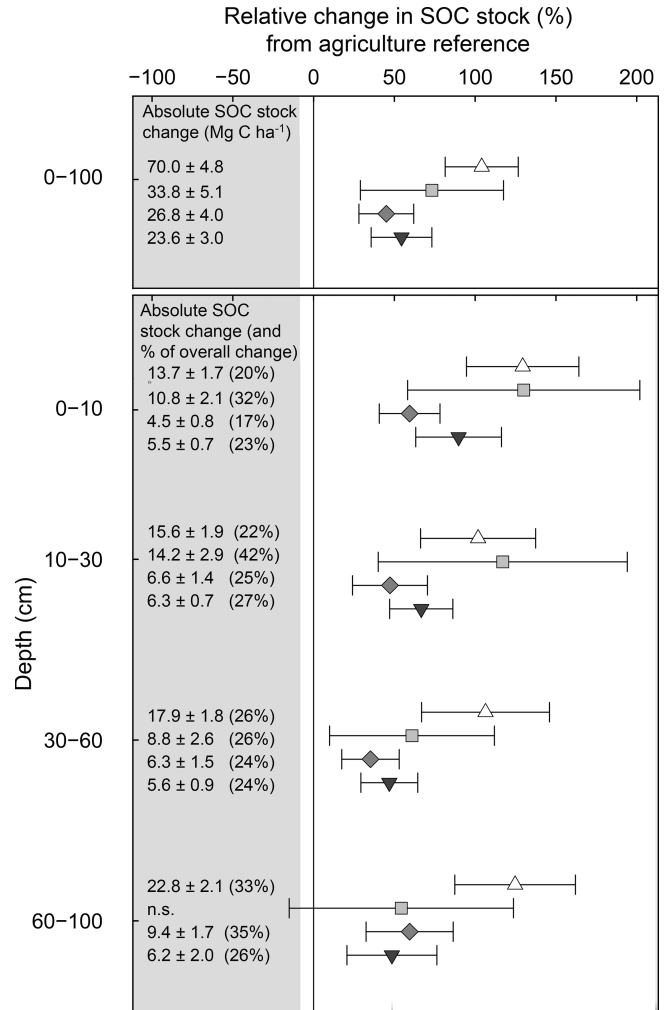 Relative change in SOC stock (%)
from agriculture reference
−100 −50 0 50 100 150 200
Absolute SOC stock
change (Mg C ha⁻¹)
0−100
70.0 ± 4.8
33.8 ± 5.1
26.8 ± 4.0
23.6 ± 3.0
Absolute SOC
stock change (and
% of overall change)
0−10
13.7 ± 1.7 (20%)
10.8 ± 2.1 (32%)
4.5 ± 0.8 (17%)
5.5 ± 0.7 (23%)
10−30
15.6 ± 1.9 (22%)
14.2 ± 2.9 (42%)
6.6 ± 1.4 (25%)
6.3 ± 0.7 (27%)
Depth (cm)
30−60
17.9 ± 1.8 (26%)
8.8 ± 2.6 (26%)
6.3 ± 1.5 (24%)
5.6 ± 0.9 (24%)
60−100
22.8 ± 2.1 (33%)
n.s.
9.4 ± 1.7 (35%)
6.2 ± 2.0 (26%)